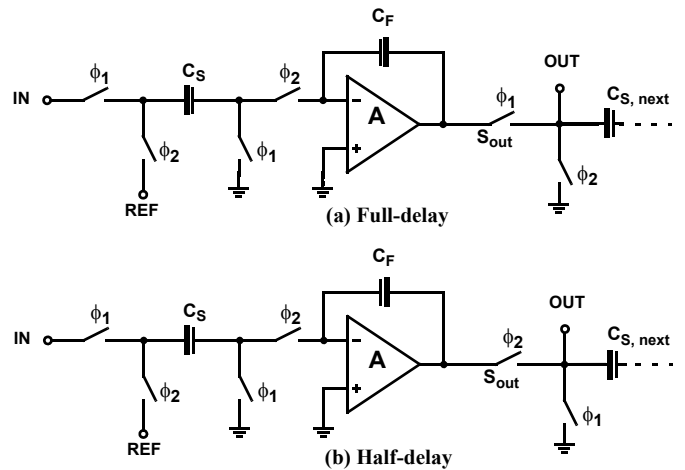 C_F
ϕ1 C_S ϕ2 ϕ1 OUT C_S, next
IN
− A +
S_out
ϕ2 ϕ1 ϕ2
REF
(a) Full-delay
C_F
ϕ1 C_S ϕ2 ϕ2 OUT C_S, next
IN
− A +
S_out
ϕ2 ϕ1 ϕ1
REF
(b) Half-delay